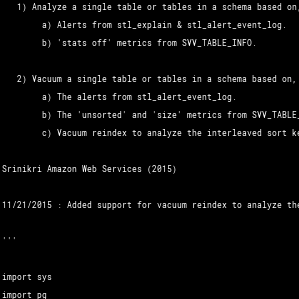 1) Analyze a single table or tables in a schema based on,
a) Alerts from stl_explain & stl_alert_event_log.
b) 'stats off' metrics from SVV_TABLE_INFO.
2) Vacuum a single table or tables in a schema based on,
a) The alerts from stl_alert_event_log.
b) The 'unsorted' and 'size' metrics from SVV_TABLE_
c) Vacuum reindex to analyze the interleaved sort ke
Srinikri Amazon Web Services (2015)
11/21/2015 : Added support for vacuum reindex to analyze the
...
import sys
import pg